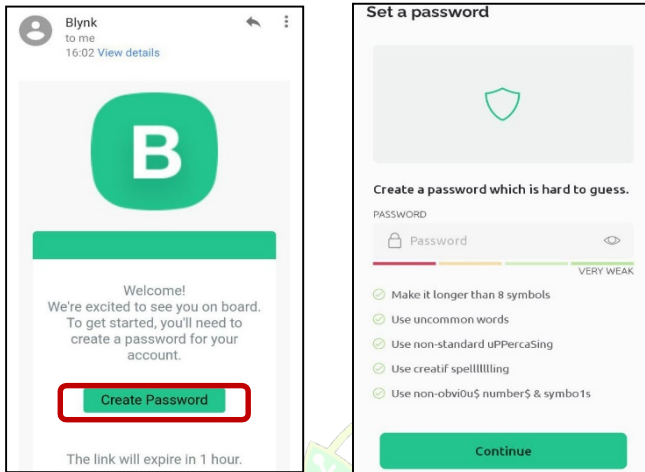 Blynk
to me
16:02 View details
B
Welcome!
We're excited to see you on board.
To get started, you'll need to
create a password for your
account.
Create Password
The link will expire in 1 hour.
Set a password
Create a password which is hard to guess.
PASSWORD
Password
VERY WEAK
Make it longer than 8 symbols
Use uncommon words
Use non-standard uPPercaSing
Use creatif spellllllling
Use non-obvi0u$ number$ & symbo1s
Continue